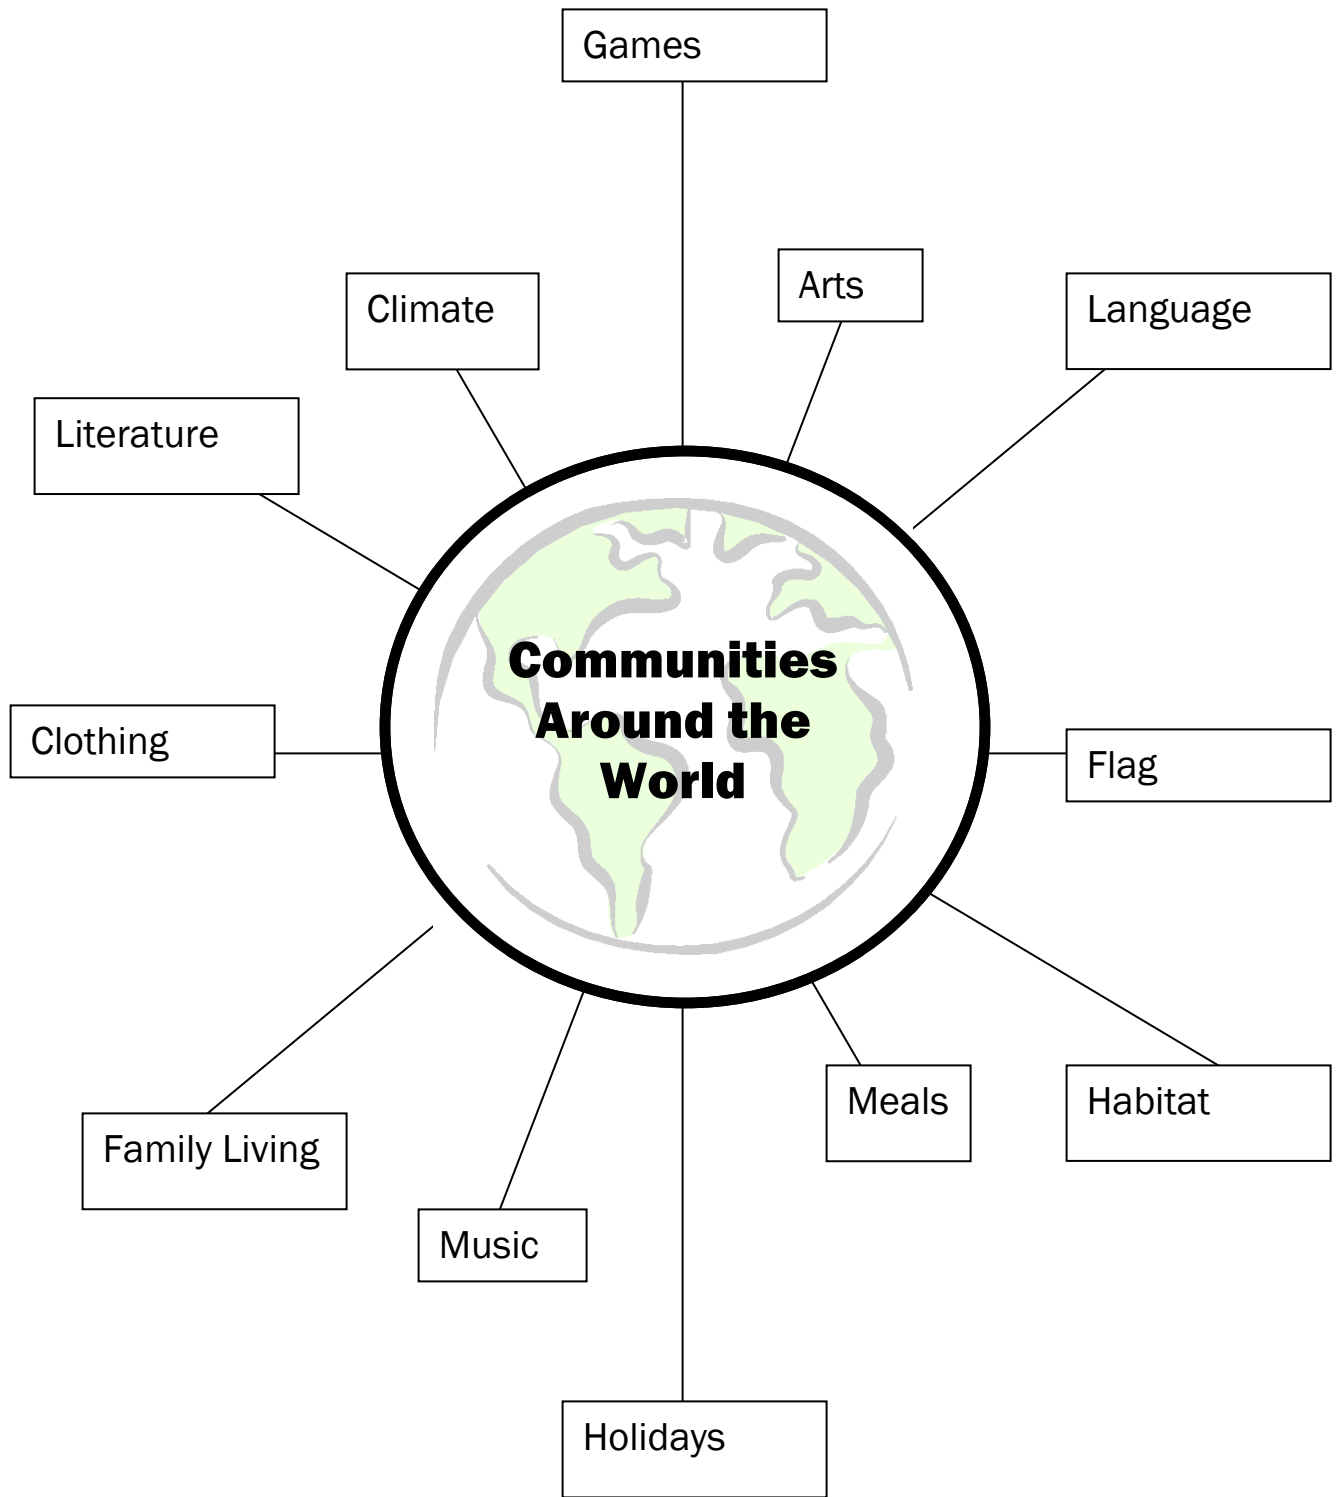 Games
Arts
Climate
Language
Literature
Communities
Around the
World
Clothing
Flag
Meals
Habitat
Family Living
Music
Holidays